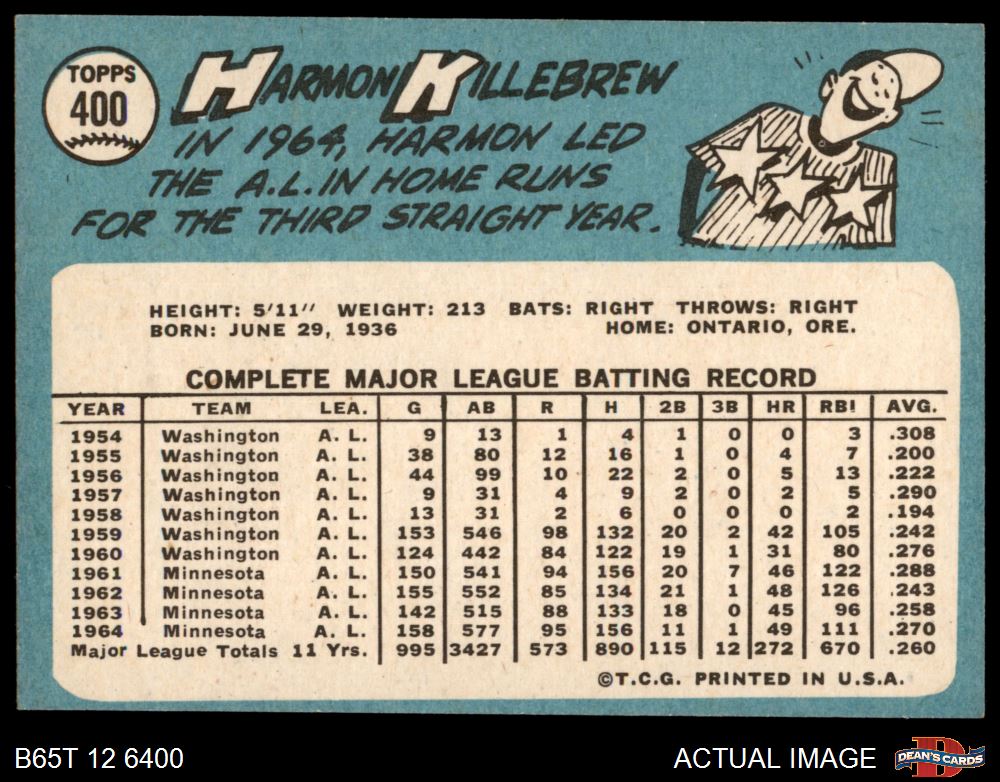 TOPPS
400
HARMON KILLEBREW
IN 1964, HARMON LED
THE A.L. IN HOME RUNS
FOR THE THIRD STRAIGHT YEAR.
HEIGHT: 5'11" WEIGHT: 213 BATS: RIGHT THROWS: RIGHT
BORN: JUNE 29, 1936 HOME: ONTARIO, ORE.
COMPLETE MAJOR LEAGUE BATTING RECORD
YEAR TEAM LEA. G AB R H 2B 3B HR RBI AVG.
1954 Washington A. L. 9 13 1 4 1 0 0 3 .308
1955 Washington A. L. 38 80 12 16 1 0 4 7 .200
1956 Washington A. L. 44 99 10 22 2 0 5 13 .222
1957 Washington A. L. 9 31 4 9 2 0 2 5 .290
1958 Washington A. L. 13 31 2 6 0 0 0 2 .194
1959 Washington A. L. 153 546 98 132 20 2 42 105 .242
1960 Washington A. L. 124 442 84 122 19 1 31 80 .276
1961 Minnesota A. L. 150 541 94 156 20 7 46 122 .288
1962 Minnesota A. L. 155 552 85 134 21 1 48 126 .243
1963 Minnesota A. L. 142 515 88 133 18 0 45 96 .258
1964 Minnesota A. L. 158 577 95 156 11 1 49 111 .270
Major League Totals 11 Yrs. 995 3427 573 890 115 12 272 670 .260
©T.C.G. PRINTED IN U.S.A.
B65T 12 6400 ACTUAL IMAGE
DEAN'S CARDS